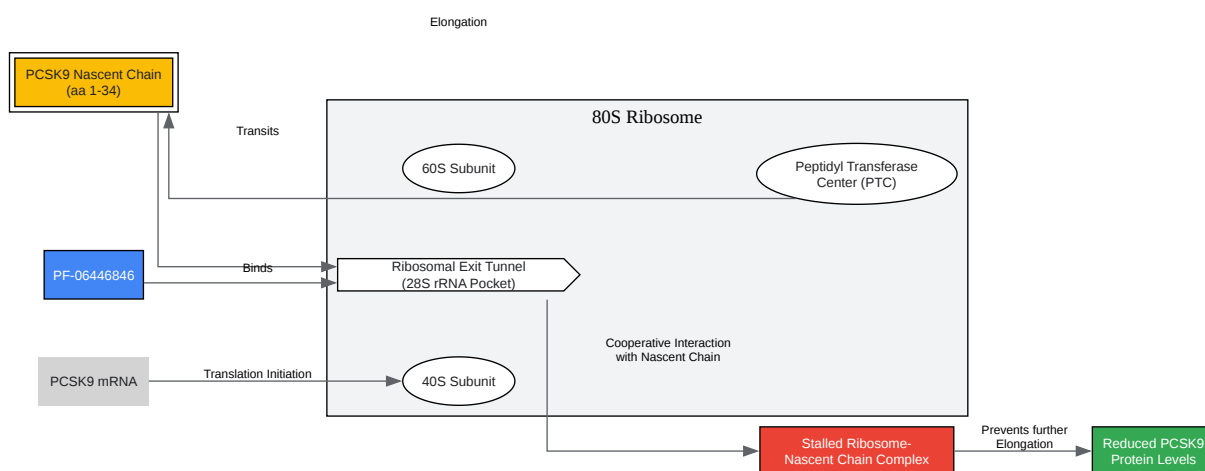 Elongation
PCSK9 Nascent Chain
(aa 1-34)
80S Ribosome
Transits
60S Subunit
Peptidyl Transferase
Center (PTC)
PF-06446846
Binds
Ribosomal Exit Tunnel
(28S rRNA Pocket)
Cooperative Interaction
with Nascent Chain
PCSK9 mRNA
Translation Initiation
40S Subunit
Stalled Ribosome-
Nascent Chain Complex
Prevents further
Elongation
Reduced PCSK9
Protein Levels